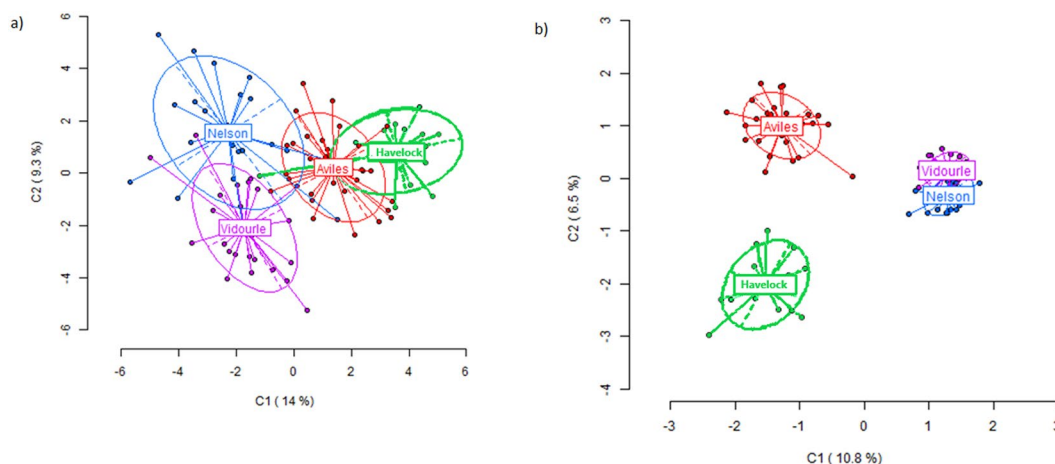 a)
6
4
2
0
-2
-4
-6
C2 ( 9.3 %)
Nelson
Havelock
Aviles
Vidourle
-6 -4 -2 0 2 4 6
C1 ( 14 %)
b)
3
2
1
0
-1
-2
-3
-4
C2 ( 6.5 %)
Aviles
Vidourle
Nelson
Havelock
-3 -2 -1 0 1 2 3
C1 ( 10.8 %)